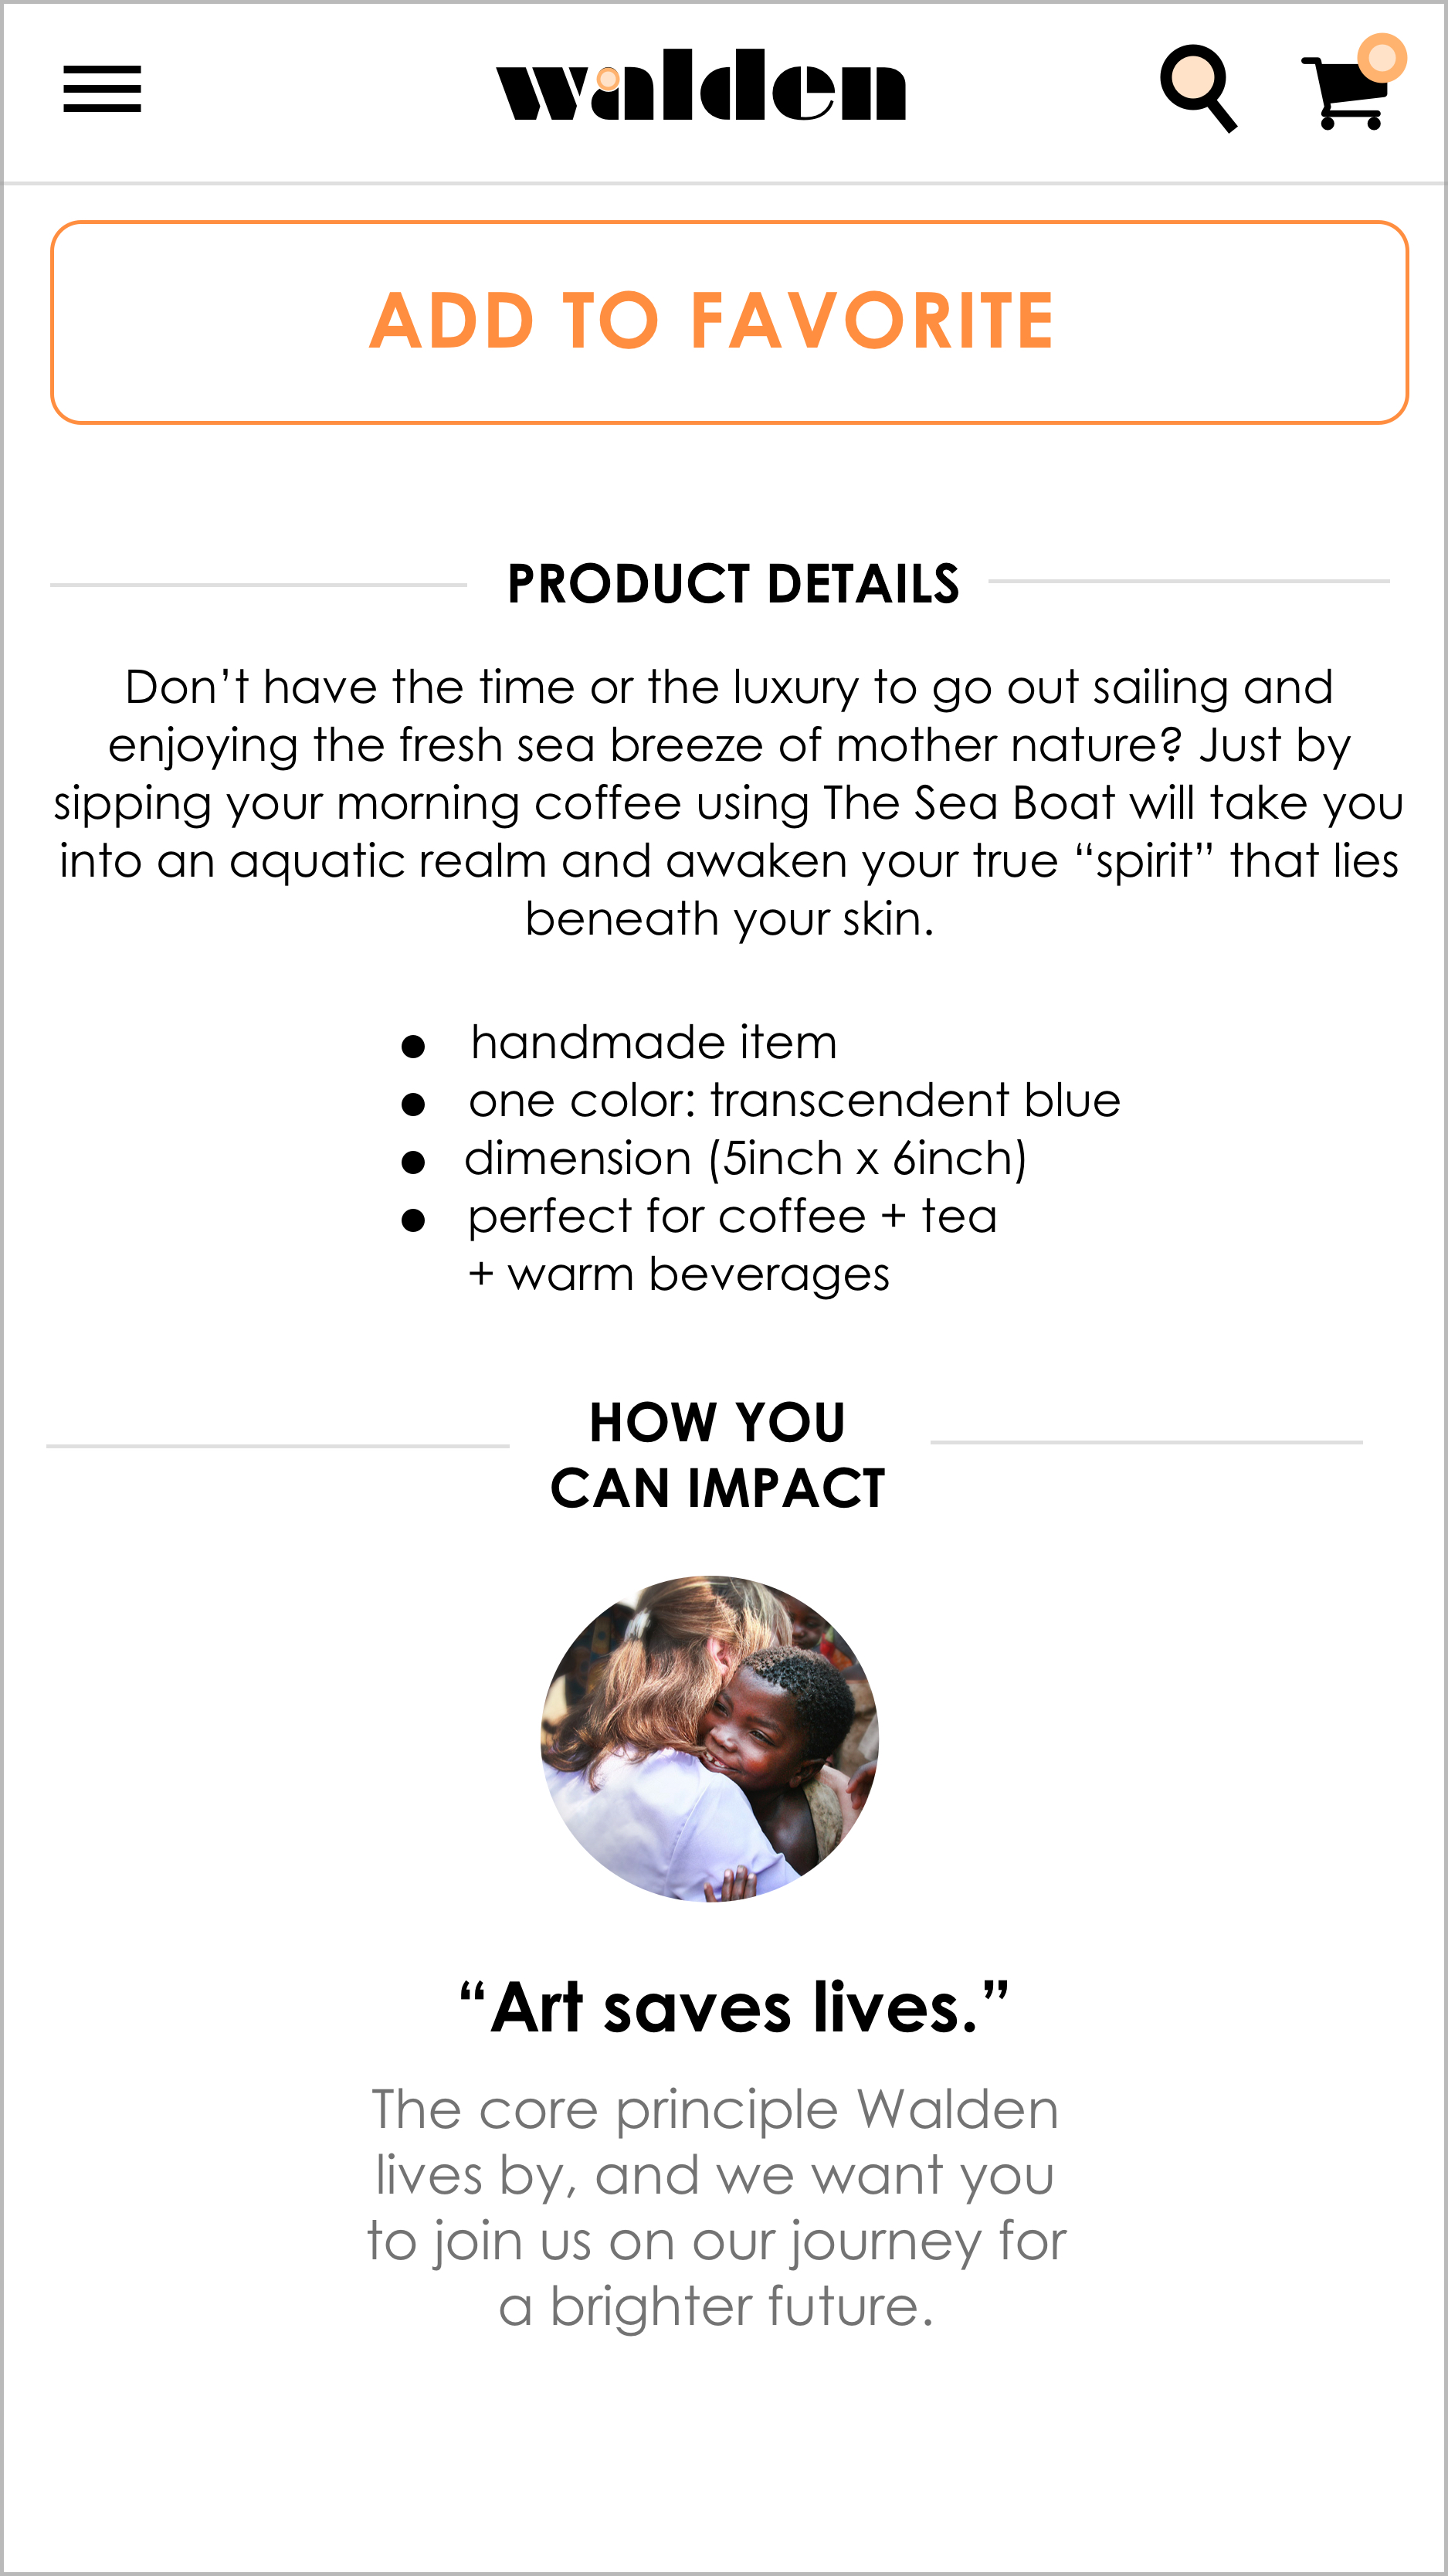 walden
ADD TO FAVORITE
PRODUCT DETAILS
Don’t have the time or the luxury to go out sailing and
enjoying the fresh sea breeze of mother nature? Just by
sipping your morning coffee using The Sea Boat will take you
into an aquatic realm and awaken your true “spirit” that lies
beneath your skin.
● handmade item
● one color: transcendent blue
● dimension (5inch x 6inch)
● perfect for coffee + tea
+ warm beverages
HOW YOU
CAN IMPACT
“Art saves lives.”
The core principle Walden
lives by, and we want you
to join us on our journey for
a brighter future.